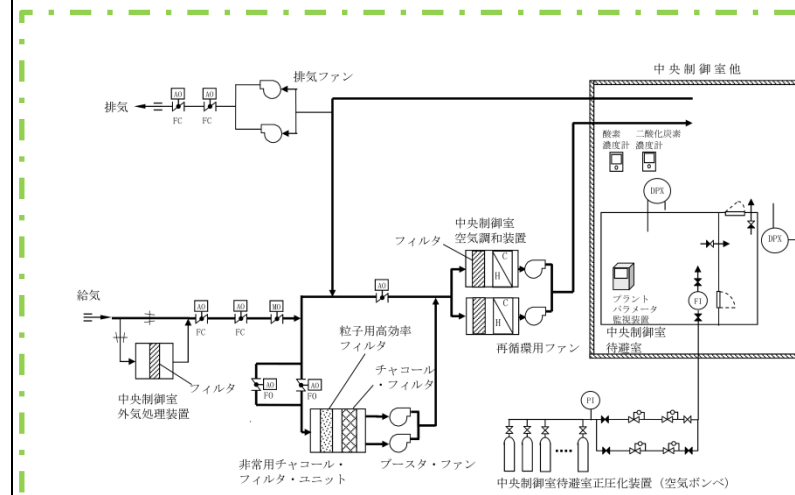 中央制御室他
排気ファン
AO
AO
排気
FC
FC
酸素
濃度計
二酸化炭素
濃度計
DPX
DPX
中央制御室
空気調和装置
フィルタ
C
H
C
H
AO
給気
AO
AO
MO
FC
FC
FI
プラント
パラメータ
監視装置
中央制御室
待避室
再循環用ファン
粒子用高効率
フィルタ
チャコール
・フィルタ
フィルタ
中央制御室
外気処理装置
AO
AO
FO
FO
PI
非常用チャコール・
フィルタ・ユニット
ブースタ・ファン
中央制御室待避室正圧化装置（空気ボンベ）